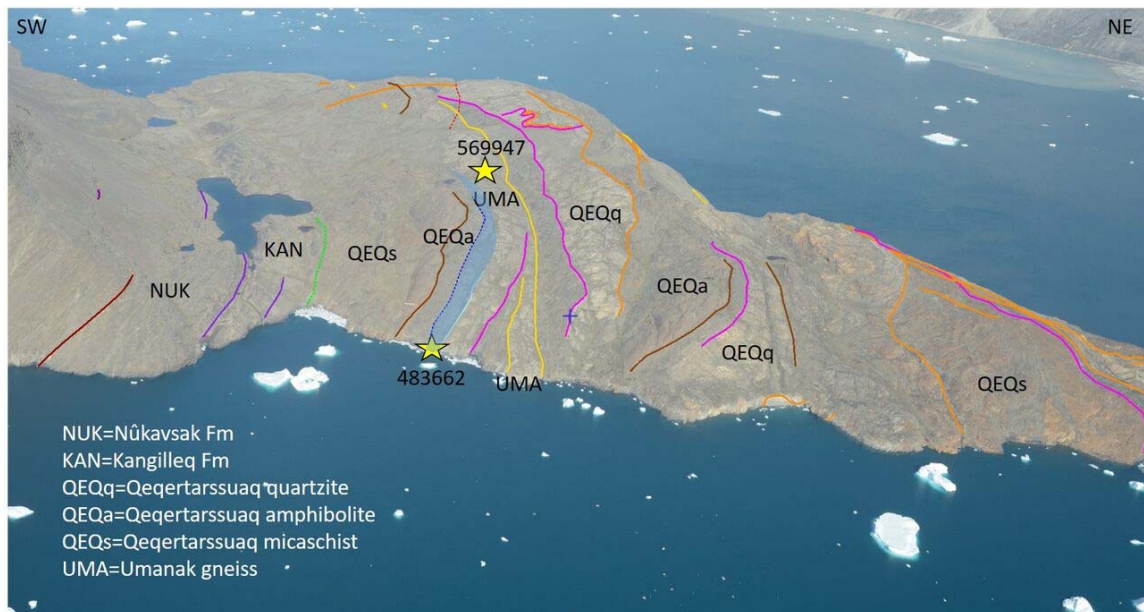 SW
NE
569947
UMA
QEQq
KAN
QEQs
QEQa
NUK
QEQa
QEQq
QEQs
483662
UMA
NUK=Nûkavsak Fm
KAN=Kangilleq Fm
QEQq=Qeqertarssuaq quartzite
QEQa=Qeqertarssuaq amphibolite
QEQs=Qeqertarssuaq micaschist
UMA=Umanak gneiss